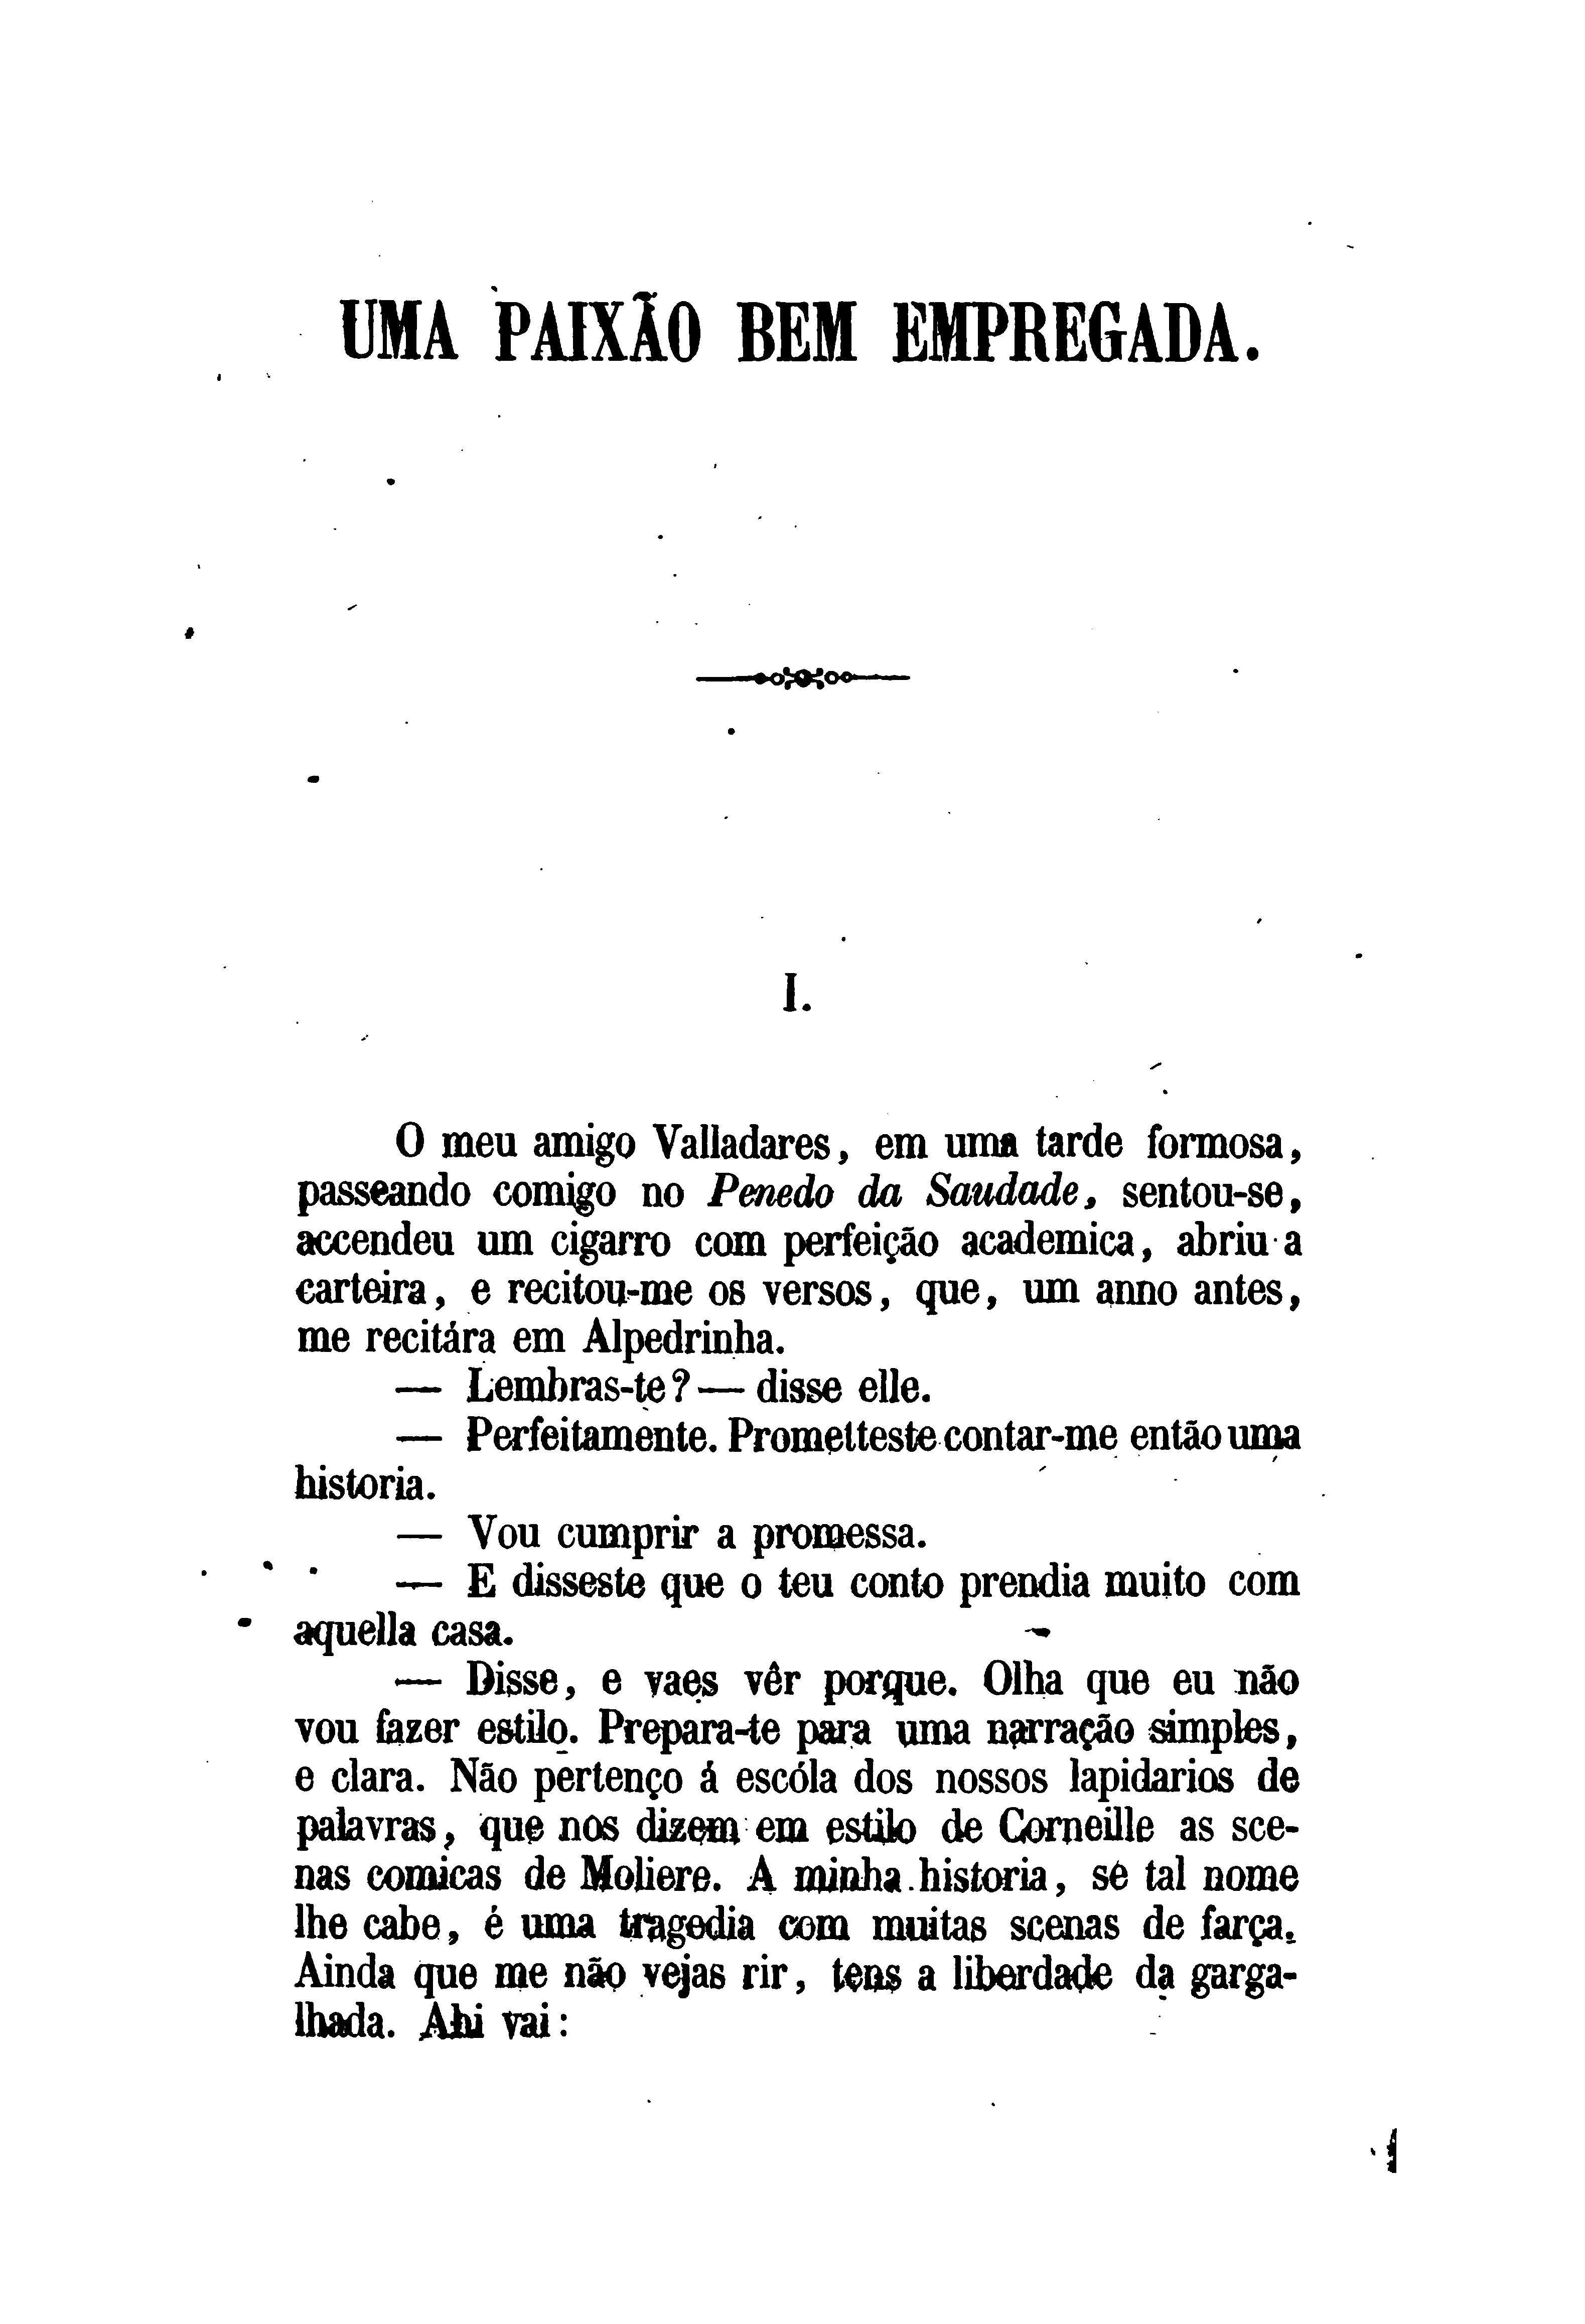 UMA PAIXÃO BEM EMPREGADA.
I.
O meu amigo Valladares, em uma tarde formosa,
passeando comigo no Penedo da Saudade, sentou-se,
accendeu um cigarro com perfeição academica, abriu a
carteira, e recitou-me os versos, que, um anno antes,
me recitára em Alpedrinha.
— Lembras-te? — disse elle.
— Perfeitamente. Prometteste contar-me então uma
historia.
— Vou cumprir a promessa.
— E disseste que o teu conto prendia muito com
aquella casa.
— Disse, e vaes vêr porque. Olha que eu não
vou fazer estilo. Prepara-te para uma narração simples,
e clara. Não pertenço á escóla dos nossos lapidarios de
palavras, que nos dizem em estilo de Corneille as sce-
nas comicas de Moliere. A minha historia, se tal nome
lhe cabe, é uma tragedia com muitas scenas de farça.
Ainda que me não vejas rir, tens a liberdade da garga-
lhada. Ahi vai:
1